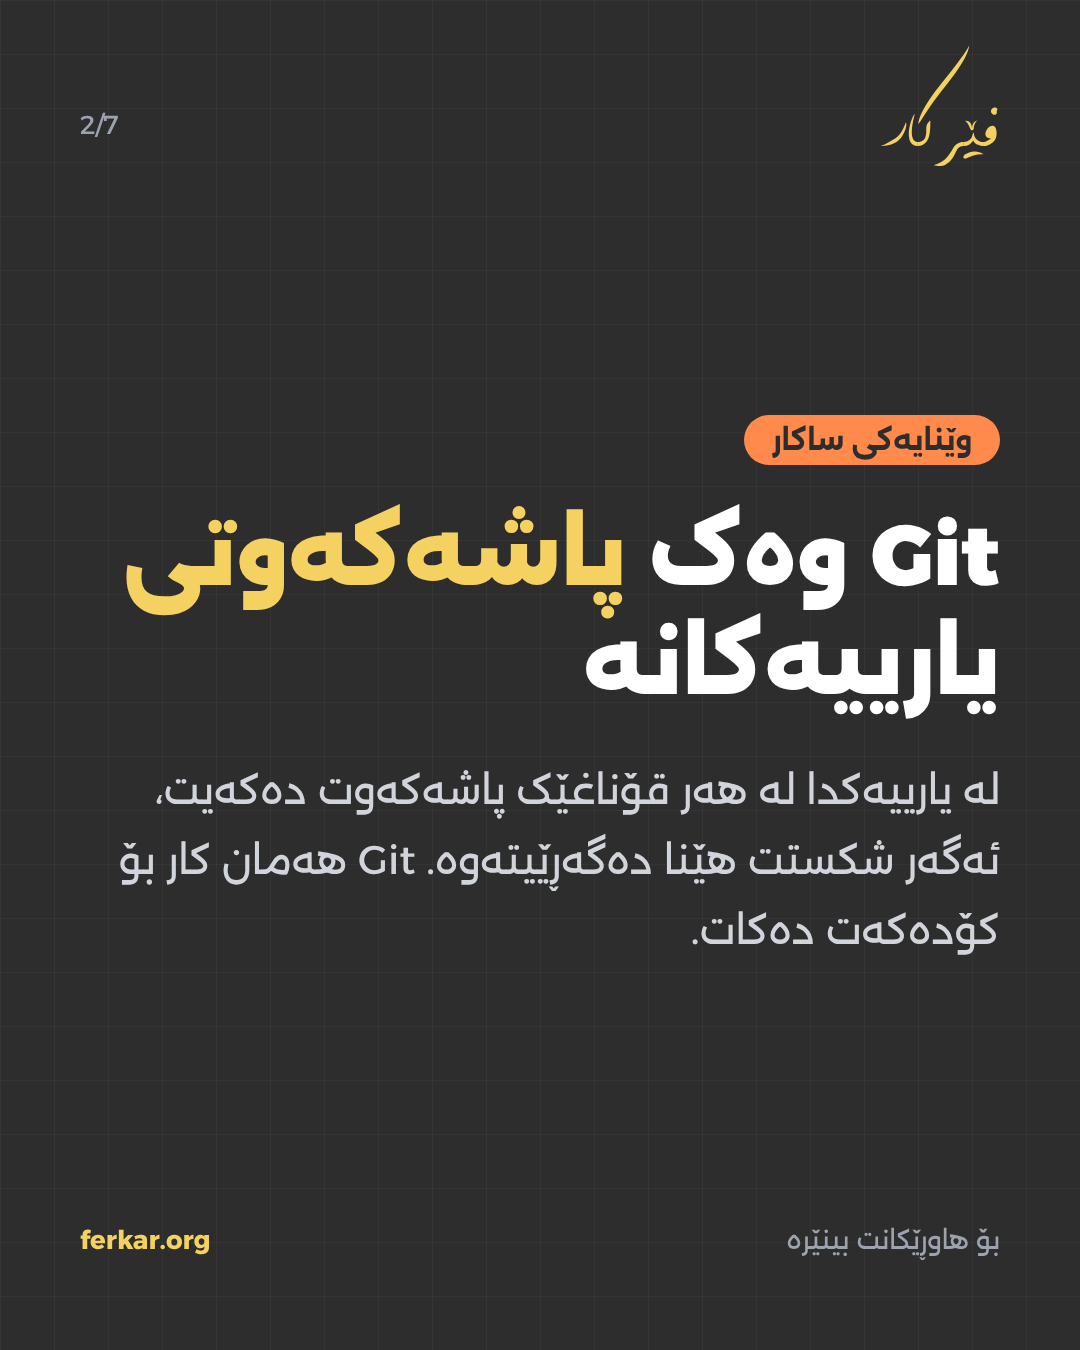 فێرکار
2/7
وێنایەکی ساکار
Git وەک پاشەکەوتی
یارییەکانە
لە یارییەکدا لە هەر قۆناغێک پاشەکەوت دەکەیت،
ئەگەر شکستت هێنا دەگەڕێیتەوە. Git هەمان کار بۆ
کۆدەکەت دەکات.
بۆ هاوڕێکانت بینێرە
ferkar.org